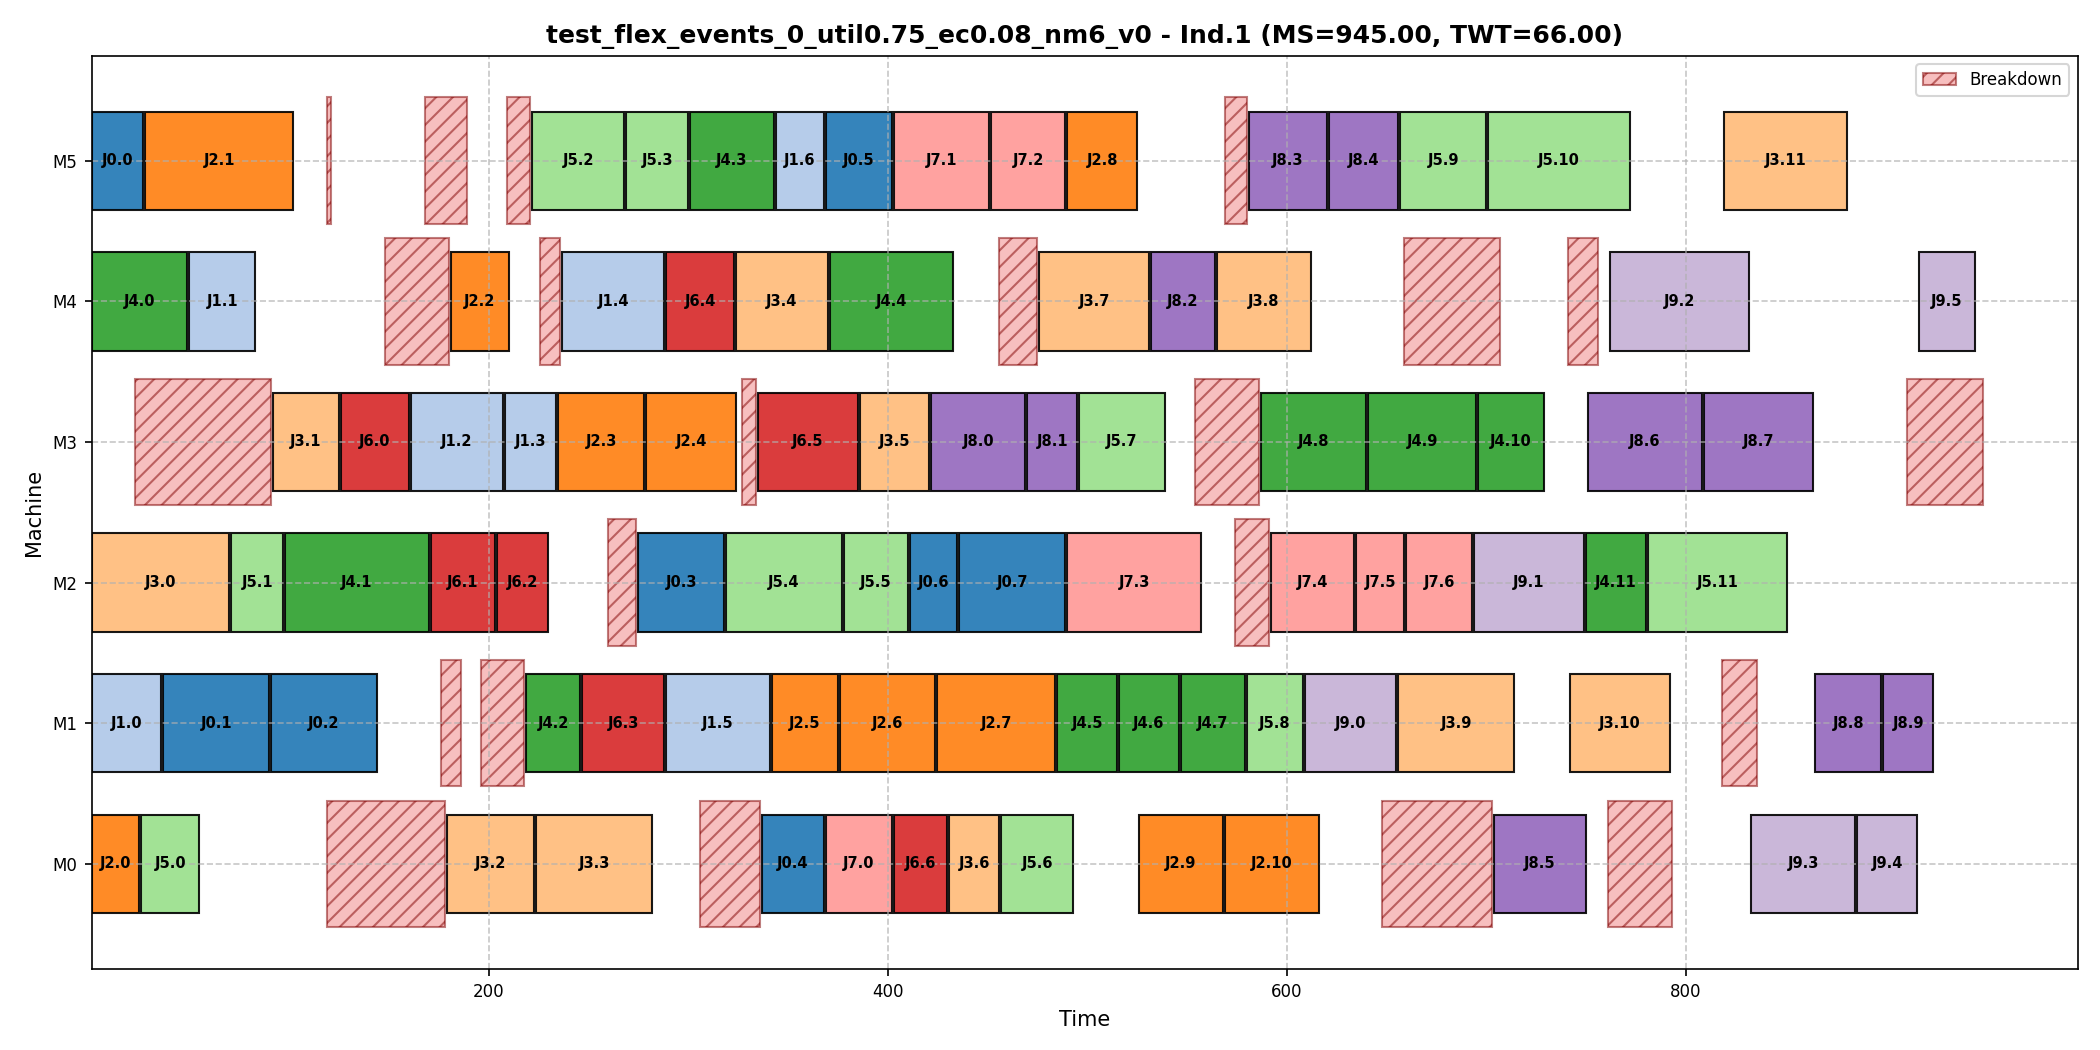 test_flex_events_0_util0.75_ec0.08_nm6_v0 - Ind.1 (MS=945.00, TWT=66.00)
Breakdown
M5 J0.0 J2.1 J5.2 J5.3 J4.3 J1.6 J0.5 J7.1 J7.2 J2.8 J8.3 J8.4 J5.9 J5.10 J3.11
M4 J4.0 J1.1 J2.2 J1.4 J6.4 J3.4 J4.4 J3.7 J8.2 J3.8 J9.2 J9.5
M3 J3.1 J6.0 J1.2 J1.3 J2.3 J2.4 J6.5 J3.5 J8.0 J8.1 J5.7 J4.8 J4.9 J4.10 J8.6 J8.7
Machine
M2 J3.0 J5.1 J4.1 J6.1 J6.2 J0.3 J5.4 J5.5 J0.6 J0.7 J7.3 J7.4 J7.5 J7.6 J9.1 J4.11 J5.11
M1 J1.0 J0.1 J0.2 J4.2 J6.3 J1.5 J2.5 J2.6 J2.7 J4.5 J4.6 J4.7 J5.8 J9.0 J3.9 J3.10 J8.8 J8.9
M0 J2.0 J5.0 J3.2 J3.3 J0.4 J7.0 J6.6 J3.6 J5.6 J2.9 J2.10 J8.5 J9.3 J9.4
200 400 600 800
Time